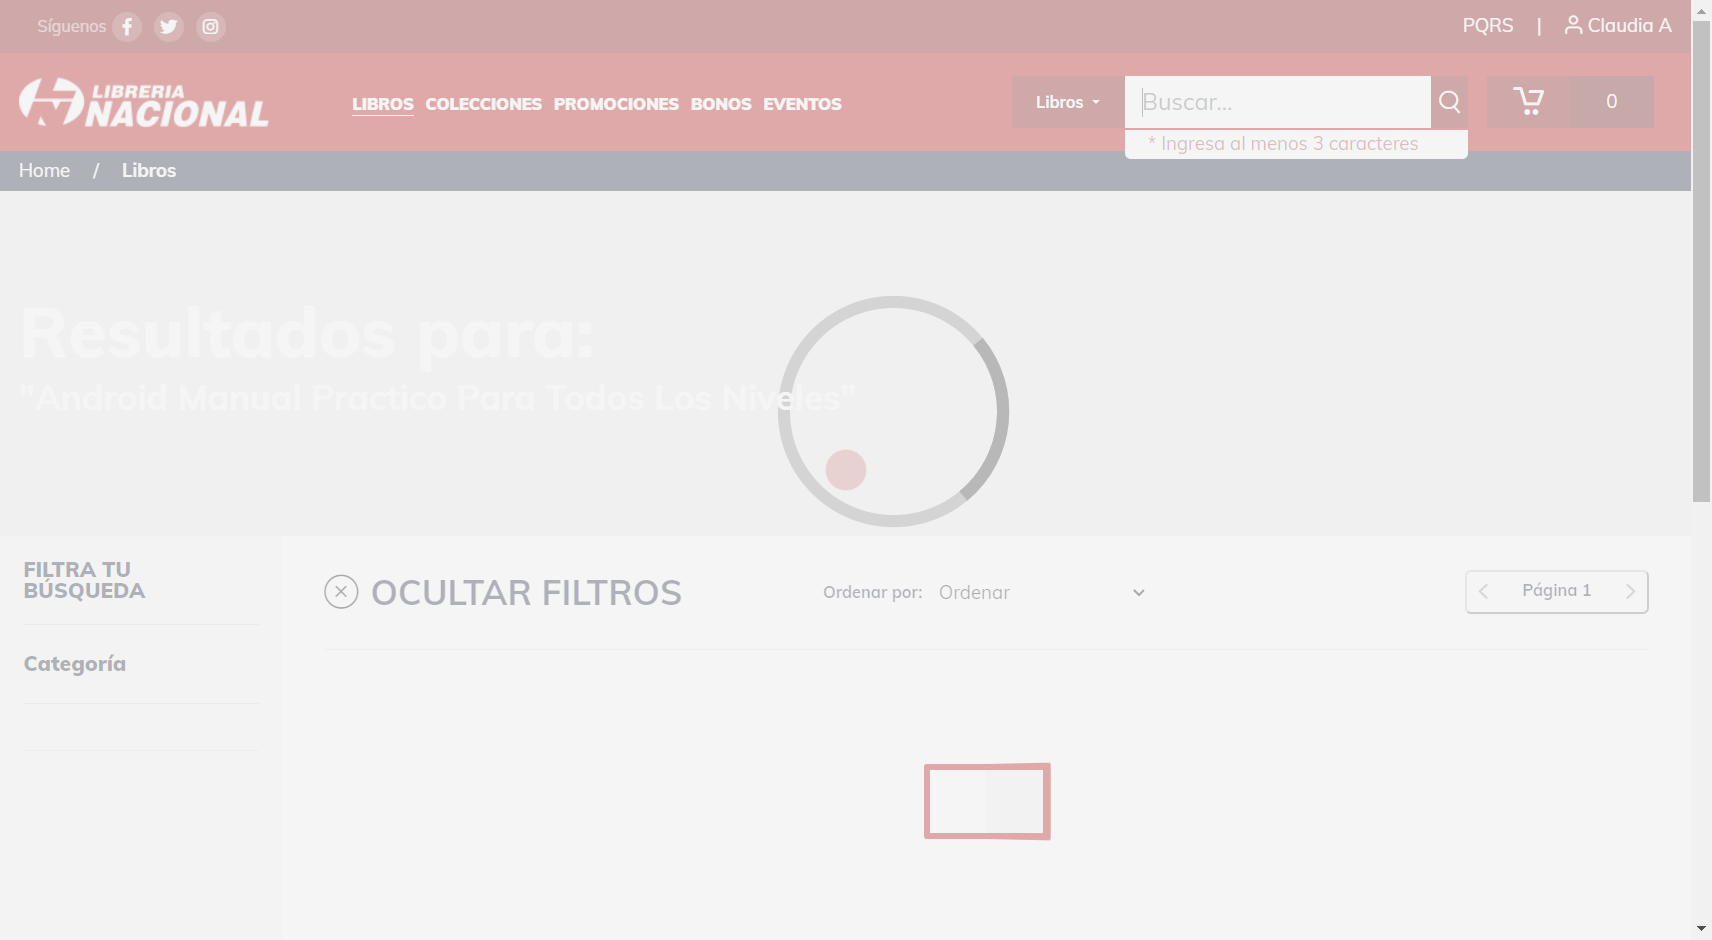 Síguenos
PQRS | Claudia A
LIBRERIA
NACIONAL
LIBROS COLECCIONES PROMOCIONES BONOS EVENTOS
Libros
Buscar...
0
* Ingresa al menos 3 caracteres
Home / Libros
Resultados para:
"Android Manual Practico Para Todos Los Niveles"
FILTRA TU
BÚSQUEDA
Categoría
OCULTAR FILTROS
Ordenar por: Ordenar
Página 1